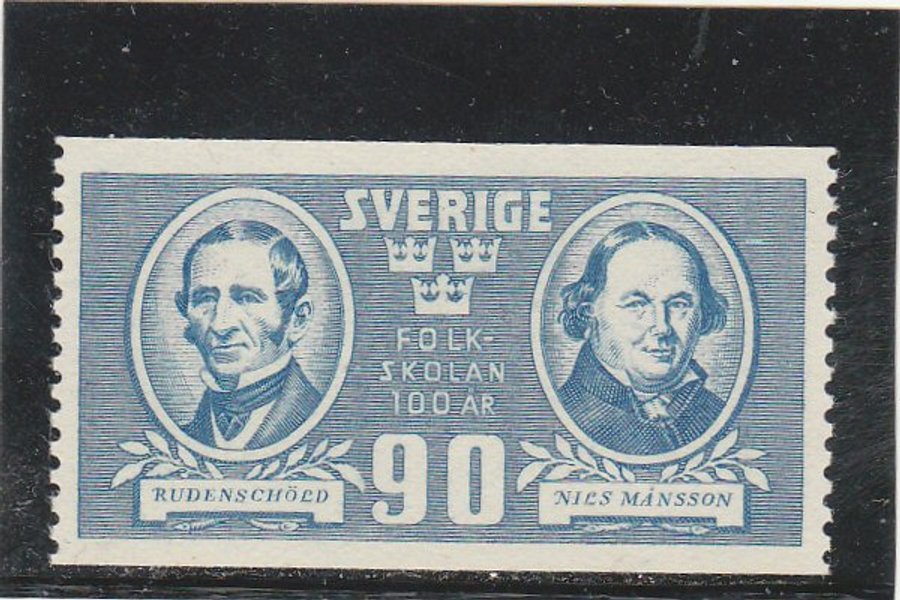 SVERIGE
FOLK-
SKOLAN
100 ÅR
90
RUDENSCHÖLD
NILS MÅNSSON